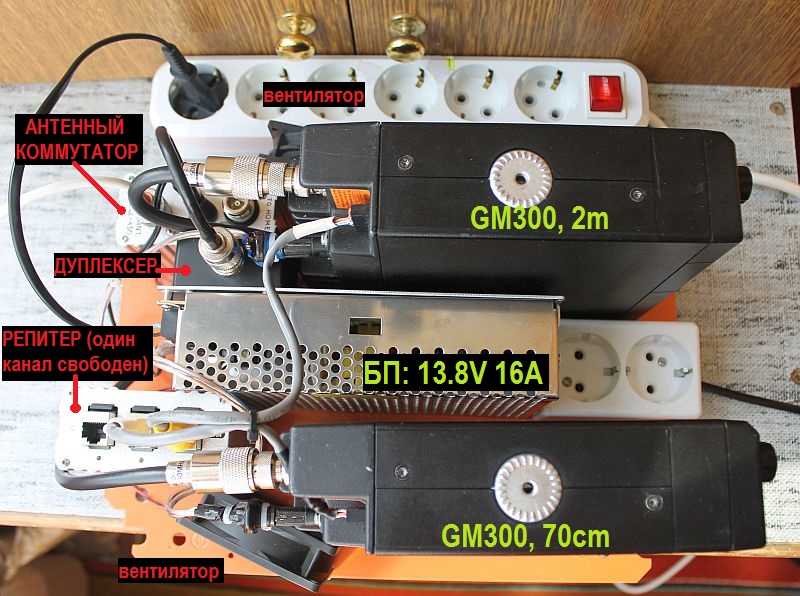 вентилятор
АНТЕННЫЙ
КОММУТАТОР
GM300, 2m
ДУПЛЕКСЕР
РЕПИТЕР (один
канал свободен)
БП: 13.8V 16A
GM300, 70cm
вентилятор